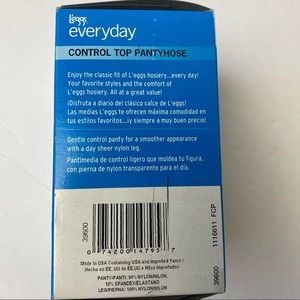 L'eggs
everyday
CONTROL TOP PANTYHOSE
Enjoy the classic fit of L'eggs hosiery...every day!
Your favorite styles and the comfort of
L'eggs hosiery. All at a great value!
¡Disfruta a diario del clásico calce de L'eggs!
Las medias L'eggs te ofrecen máxima comodidad en
tus estilos favoritos...¡y siempre a muy buen precio!
Gentle control panty for a smoother appearance
with a day sheer nylon leg.
Pantimedia de control ligero que moldea tu figura,
con pierna de nylon transparente para el día.
39600
0 74200 14795 7
1116611 FCP
39600
Made in USA Containing USA and Imported Yarns /
Hecho en EE.UU de EE.UU e Hilos Importados
PANTY/PANTI: 90% NYLON/NILON,
10% SPANDEX/ELASTANO
LEG/PIERNA: 100% NYLON/NILON